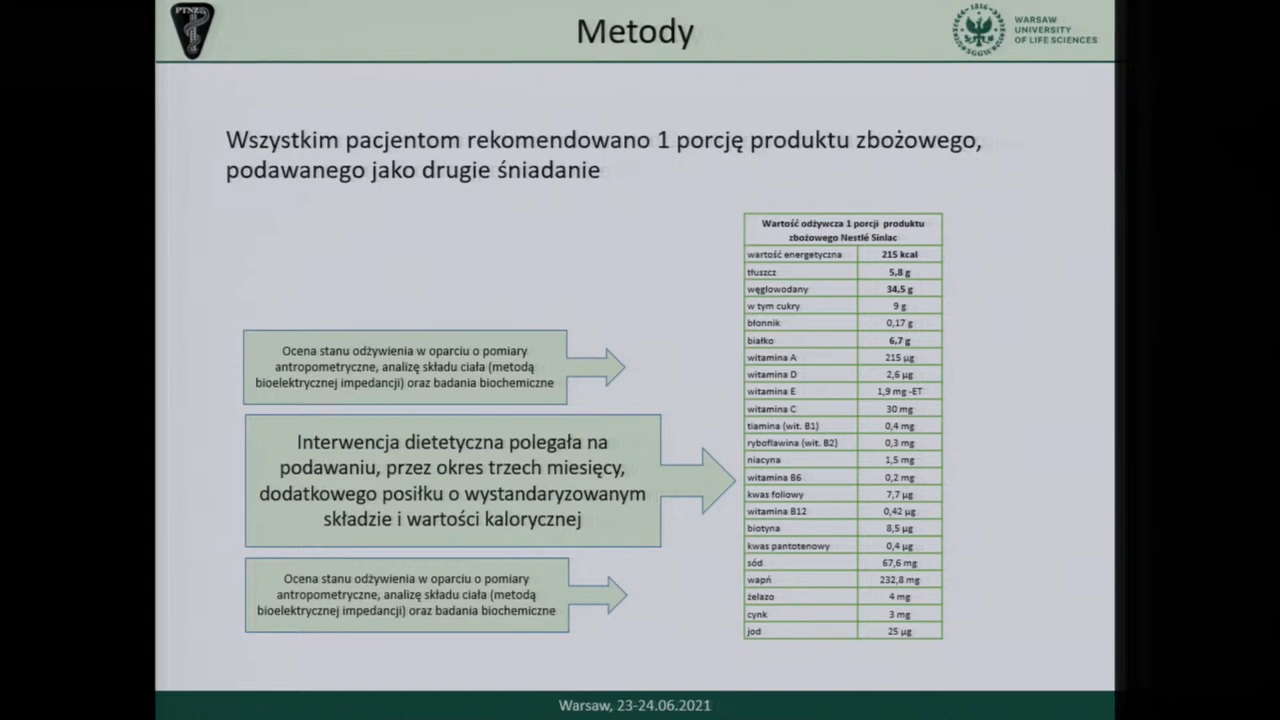 PTNZ
Metody
1816
SGGW
WARSAW
UNIVERSITY
OF LIFE SCIENCES
Wszystkim pacjentom rekomendowano 1 porcję produktu zbożowego,
podawanego jako drugie śniadanie
Ocena stanu odżywienia w oparciu o pomiary
antropometryczne, analizę składu ciała (metodą
bioelektrycznej impedancji) oraz badania biochemiczne
Interwencja dietetyczna polegała na
podawaniu, przez okres trzech miesięcy,
dodatkowego posiłku o wystandaryzowanym
składzie i wartości kalorycznej
Ocena stanu odżywienia w oparciu o pomiary
antropometryczne, analizę składu ciała (metodą
bioelektrycznej impedancji) oraz badania biochemiczne
Wartość odżywcza 1 porcji produktu
zbożowego Nestlé Sinlac
wartość energetyczna 215 kcal
tłuszcz 5,8 g
węglowodany 34,5 g
w tym cukry 9 g
błonnik 0,17 g
białko 6,7 g
witamina A 215 µg
witamina D 2,6 µg
witamina E 1,9 mg -ET
witamina C 30 mg
tiamina (wit. B1) 0,4 mg
ryboflawina (wit. B2) 0,3 mg
niacyna 1,5 mg
witamina B6 0,2 mg
kwas foliowy 7,7 µg
witamina B12 0,42 µg
biotyna 8,5 µg
kwas pantotenowy 0,4 µg
sód 67,6 mg
wapń 232,8 mg
żelazo 4 mg
cynk 3 mg
jod 25 µg
Warsaw, 23-24.06.2021